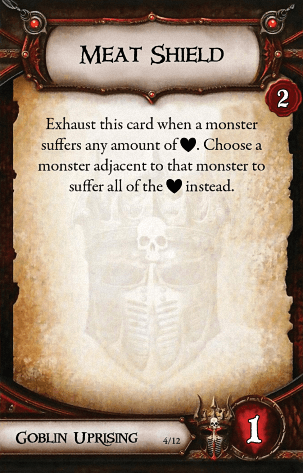 MEAT SHIELD
2
Exhaust this card when a monster
suffers any amount of ♥. Choose a
monster adjacent to that monster to
suffer all of the ♥ instead.
GOBLIN UPRISING
4/12
1